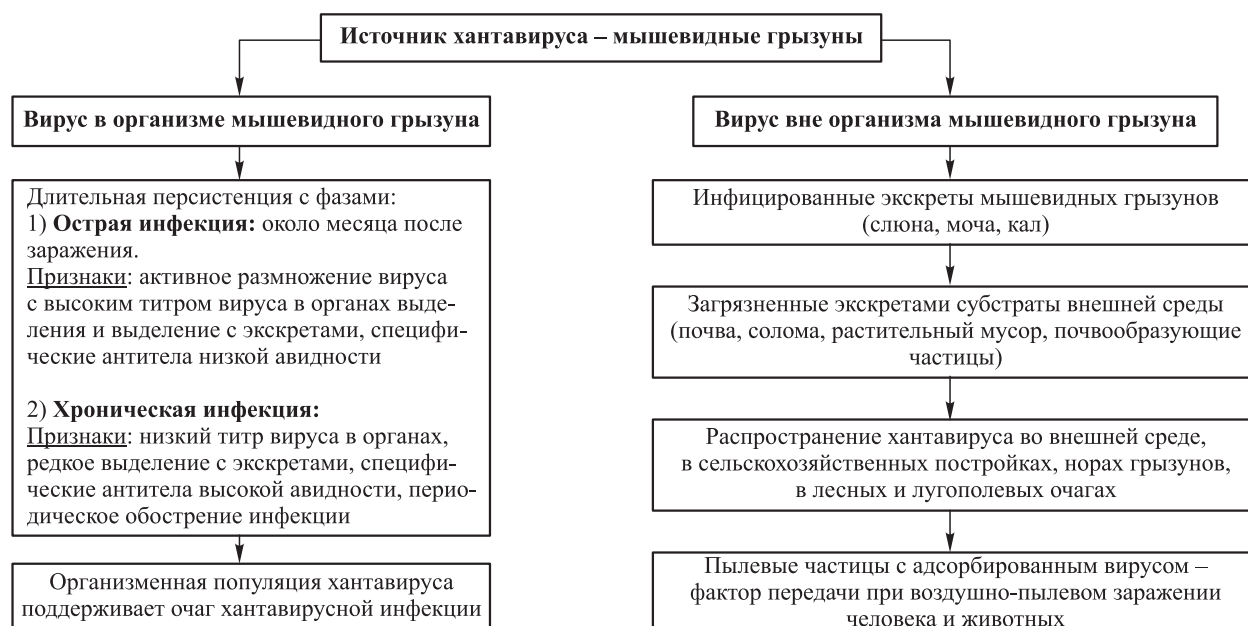 Источник хантавируса – мышевидные грызуны
Вирус в организме мышевидного грызуна
Длительная персистенция с фазами:
1) Острая инфекция: около месяца после
заражения.
Признаки: активное размножение вируса
с высоким титром вируса в органах выде-
ления и выделение с экскретами, специфи-
ческие антитела низкой авидности
2) Хроническая инфекция:
Признаки: низкий титр вируса в органах,
редкое выделение с экскретами, специфи-
ческие антитела высокой авидности, перио-
дическое обострение инфекции
Организменная популяция хантавируса
поддерживает очаг хантавирусной инфекции
Вирус вне организма мышевидного грызуна
Инфицированные экскреты мышевидных грызунов
(слюна, моча, кал)
Загрязненные экскретами субстраты внешней среды
(почва, солома, растительный мусор, почвообразующие
частицы)
Распространение хантавируса во внешней среде,
в сельскохозяйственных постройках, норах грызунов,
в лесных и лугополевых очагах
Пылевые частицы с адсорбированным вирусом –
фактор передачи при воздушно-пылевом заражении
человека и животных